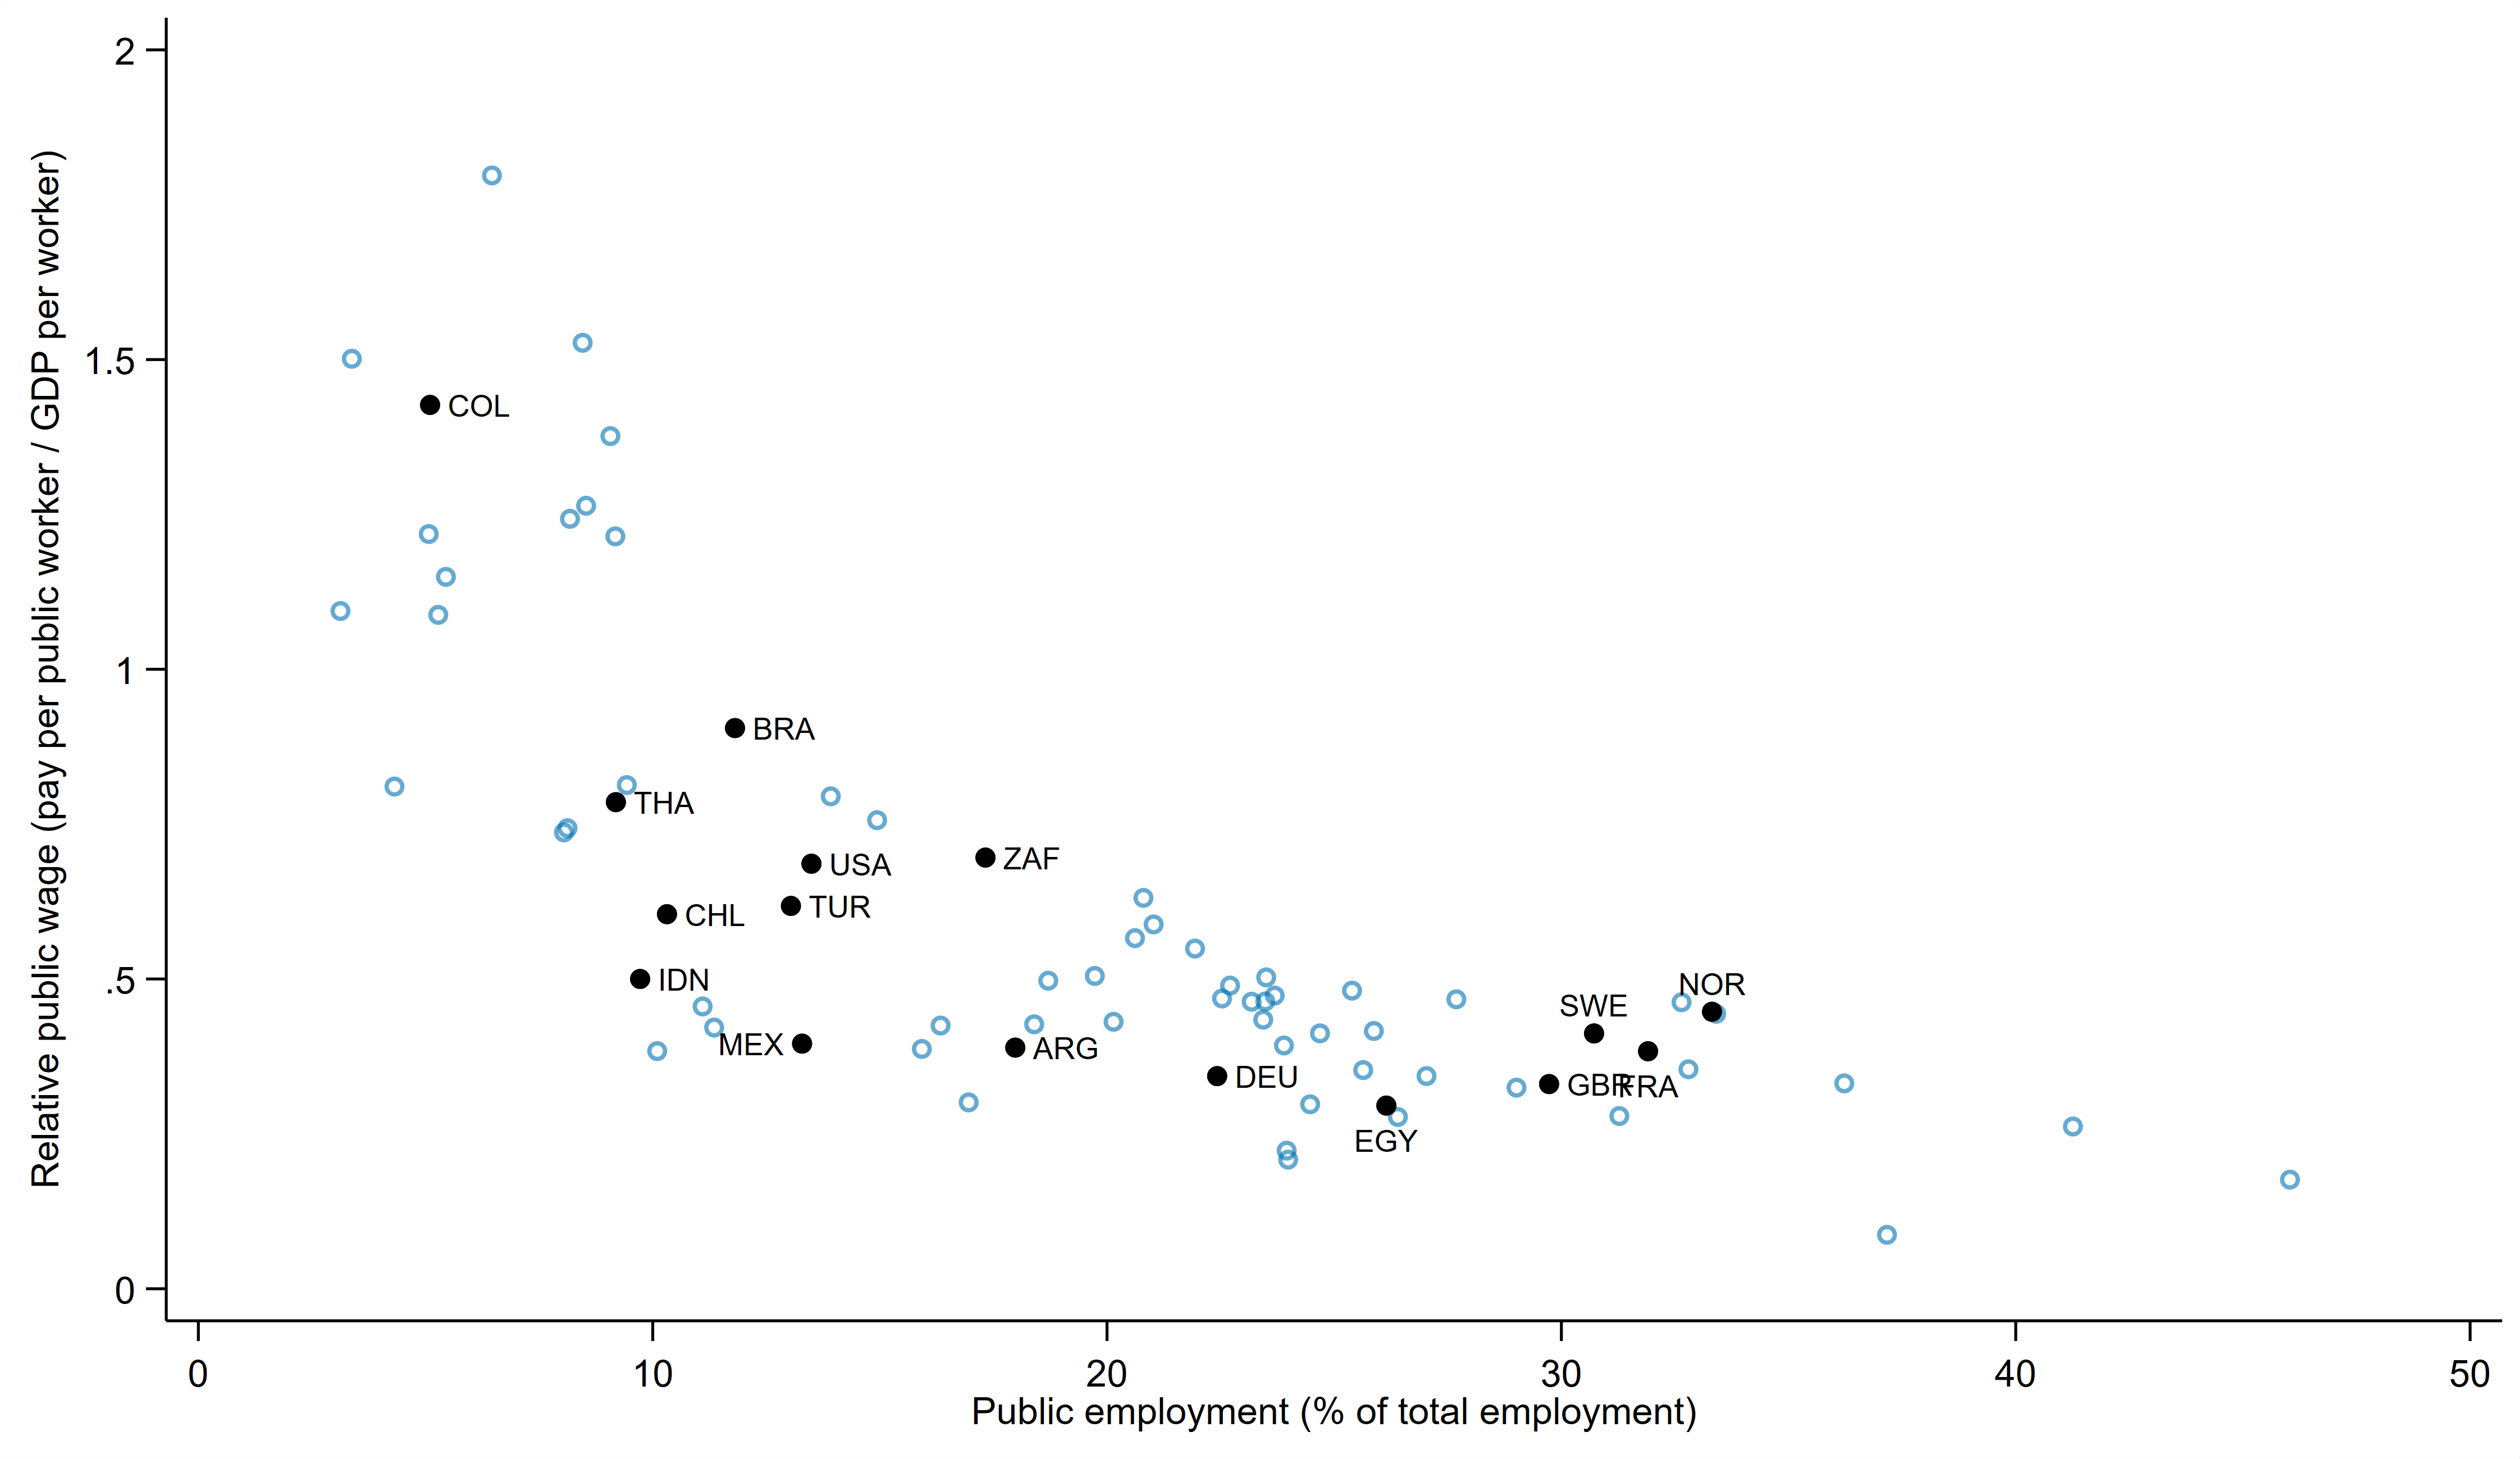 Relative public wage (pay per public worker / GDP per worker)
2
1.5
1
.5
0
COL
BRA
THA
USA
ZAF
TUR
CHL
IDN
NOR
SWE
MEX
ARG
DEU
GBR
FRA
EGY
0 10 20 30 40 50
Public employment (% of total employment)